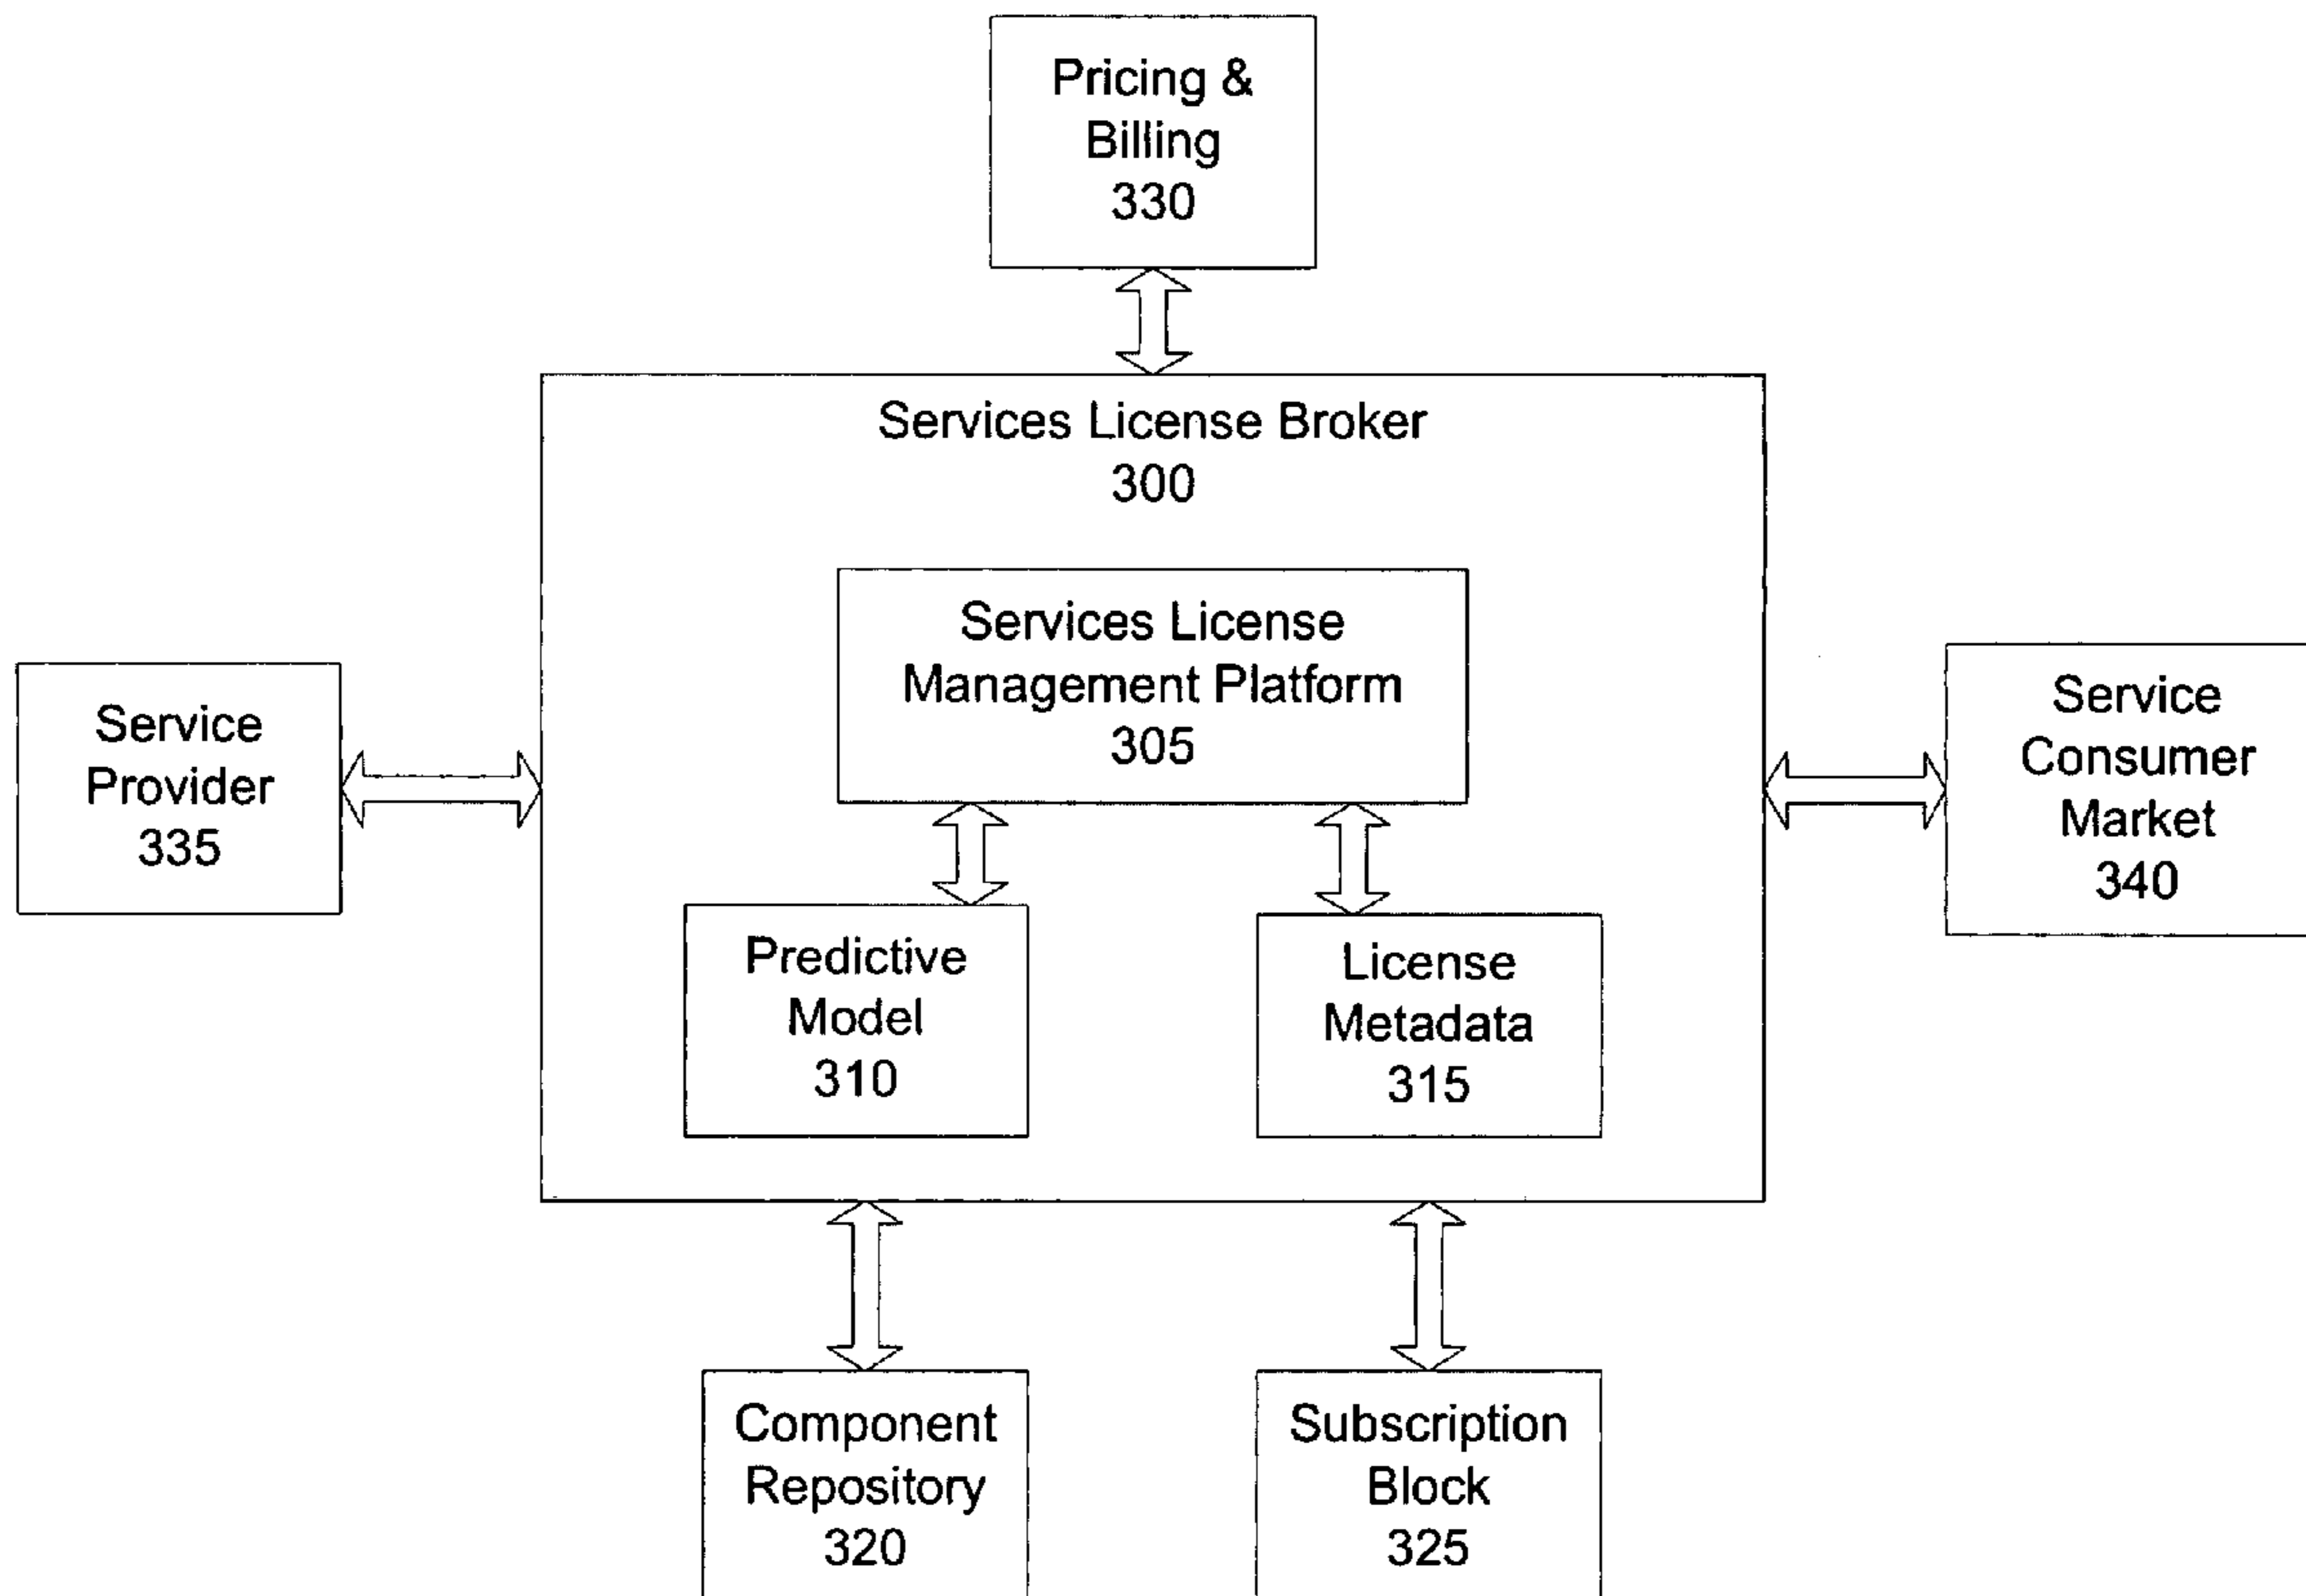 Pricing &
Billing
330
Services License Broker
300
Services License
Management Platform
305
Service
Provider
335
Service
Consumer
Market
340
Predictive
Model
310
License
Metadata
315
Component
Repository
320
Subscription
Block
325